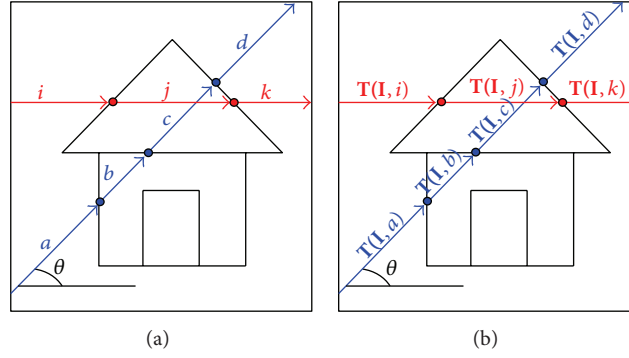 d
i j k
c
b
a
θ
(a)
T(I, d)
T(I, i) T(I, j) T(I, k)
T(I, c)
T(I, b)
T(I, a)
θ
(b)